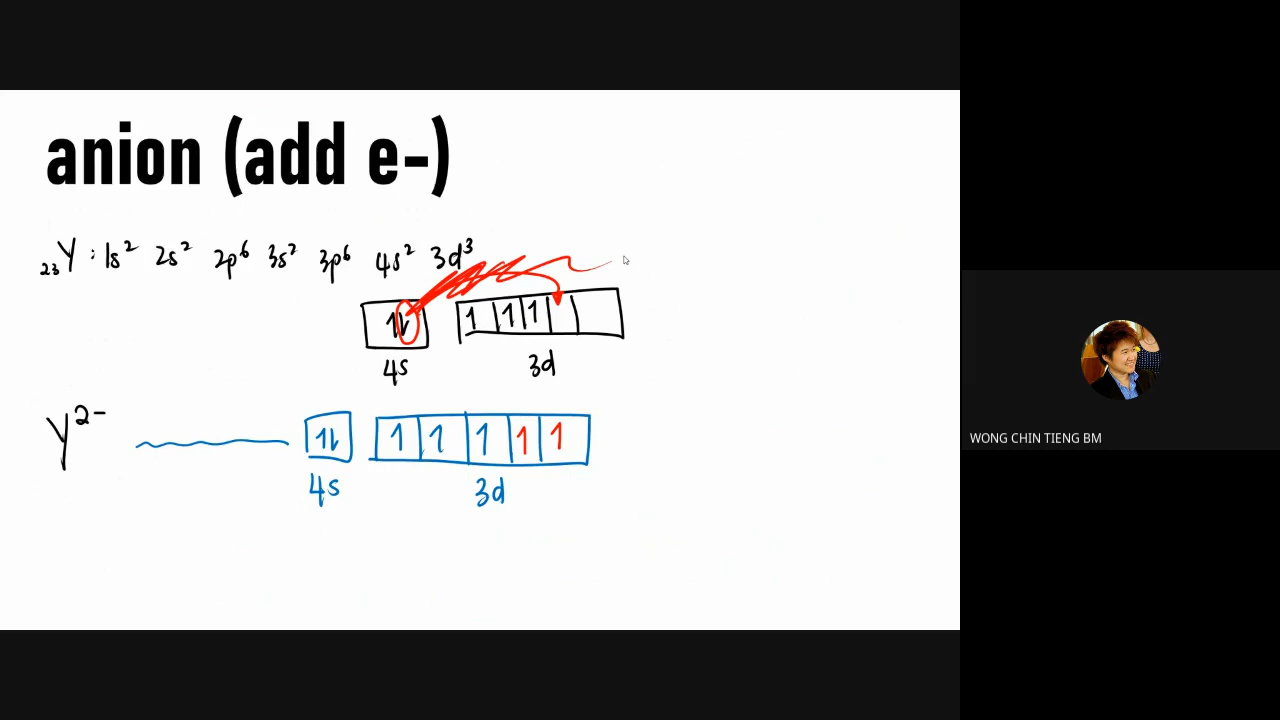 anion (add e-)
₂₃Y : 1s² 2s² 2p⁶ 3s² 3p⁶ 4s² 3d³
1⇂ 1 1 1
4s 3d
Y²⁻ 1⇂ 1 1 1 1 1
4s 3d
WONG CHIN TIENG BM